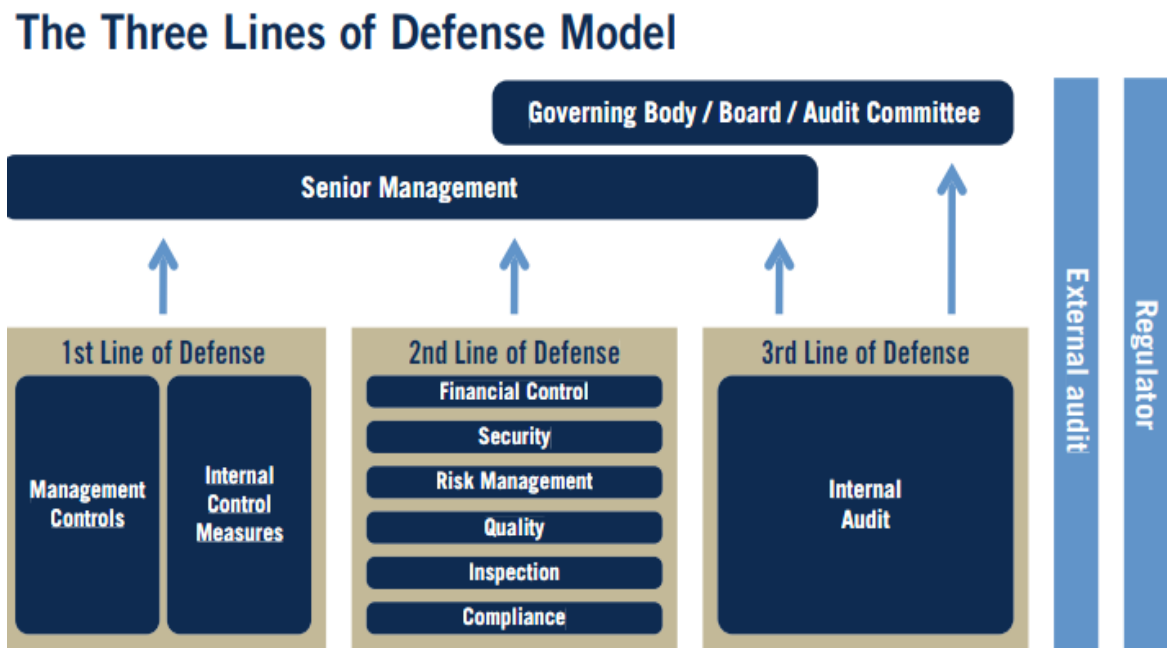 The Three Lines of Defense Model
Governing Body / Board / Audit Committee
Senior Management
1st Line of Defense
Management
Controls
Internal
Control
Measures
2nd Line of Defense
Financial Control
Security
Risk Management
Quality
Inspection
Compliance
3rd Line of Defense
Internal
Audit
External audit
Regulator